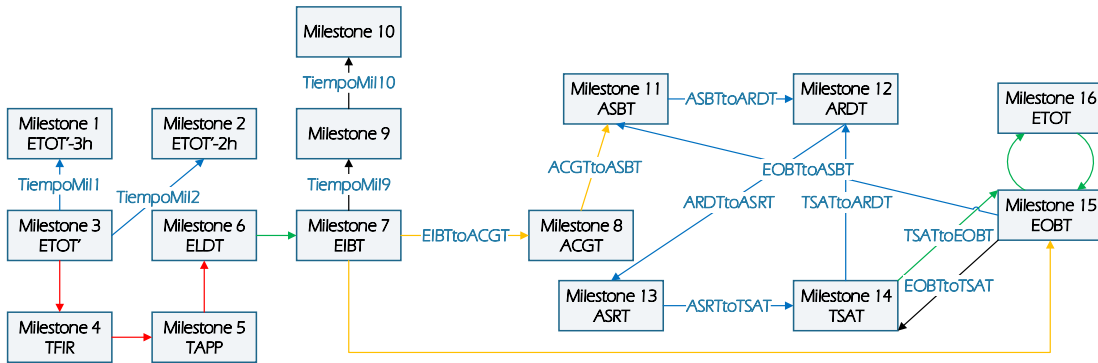 Milestone 10
TiempoMil10
Milestone 1
ETOT'-3h
Milestone 2
ETOT'-2h
Milestone 9
TiempoMil1
TiempoMil2
TiempoMil9
Milestone 3
ETOT'
Milestone 6
ELDT
Milestone 7
EIBT
EIBTtoACGT
Milestone 4
TFIR
Milestone 5
TAPP
Milestone 8
ACGT
ACGTtoASBT
Milestone 11
ASBT
ASBTtoARDT
Milestone 12
ARDT
EOBTtoASBT
ARDTtoASRT
TSATtoARDT
Milestone 13
ASRT
ASRTtoTSAT
Milestone 14
TSAT
Milestone 16
ETOT
Milestone 15
EOBT
TSATtoEOBT
EOBTtoTSAT